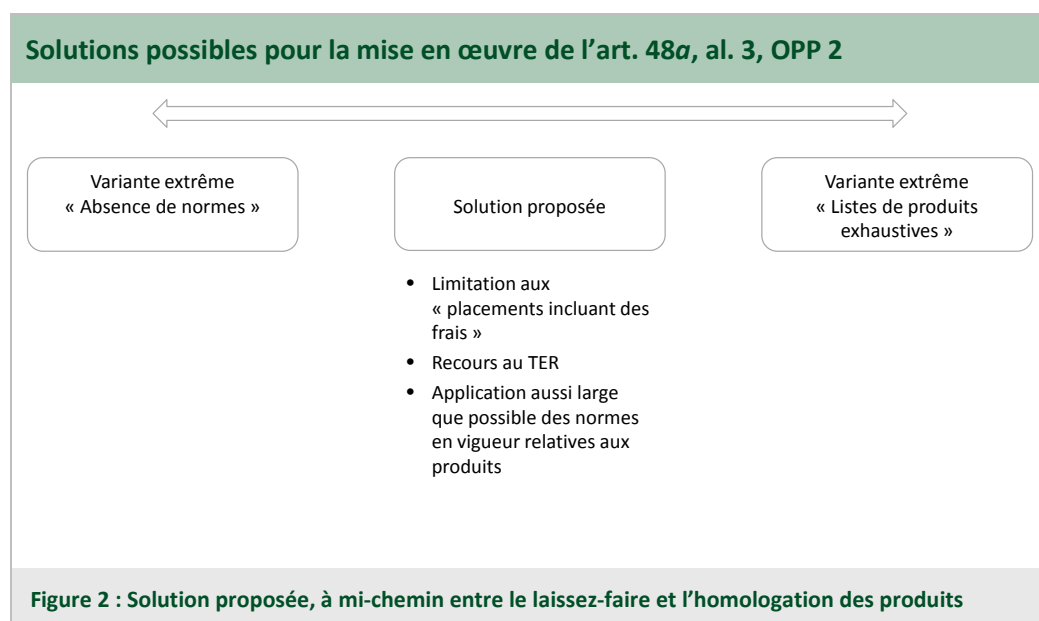 Solutions possibles pour la mise en œuvre de l’art. 48a, al. 3, OPP 2
Variante extrême
« Absence de normes »
Solution proposée
Variante extrême
« Listes de produits
exhaustives »
• Limitation aux
« placements incluant des
frais »
• Recours au TER
• Application aussi large
que possible des normes
en vigueur relatives aux
produits
Figure 2 : Solution proposée, à mi-chemin entre le laissez-faire et l’homologation des produits